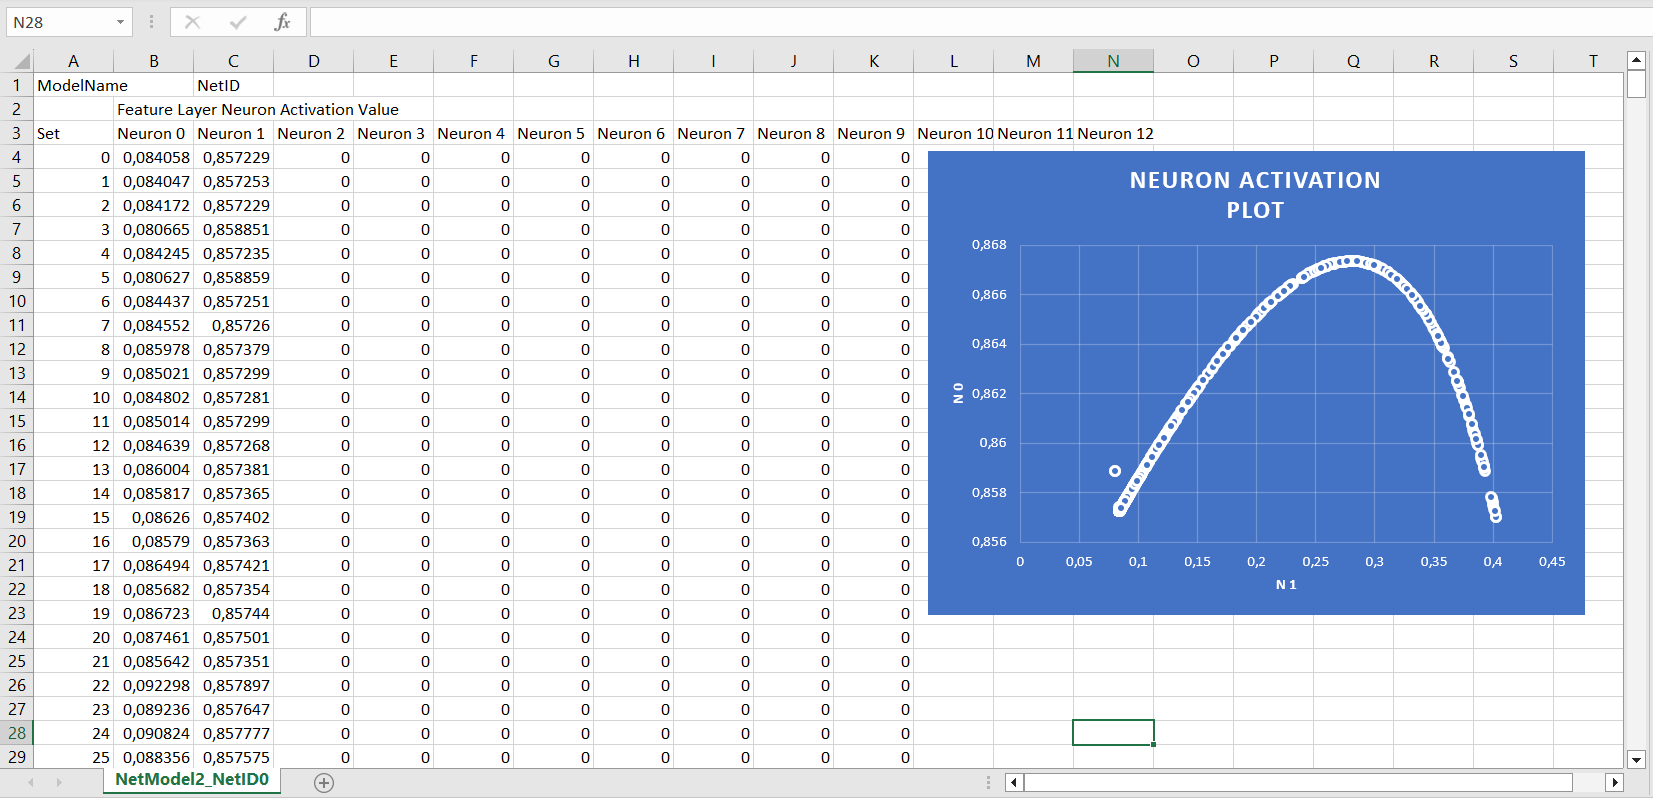 N28
fx
A B C D E F G H I J K L M N O P Q R S T
1 ModelName NetID
2 Feature Layer Neuron Activation Value
3 Set Neuron 0 Neuron 1 Neuron 2 Neuron 3 Neuron 4 Neuron 5 Neuron 6 Neuron 7 Neuron 8 Neuron 9 Neuron 10 Neuron 11 Neuron 12
4 0 0,084058 0,857229 0 0 0 0 0 0 0 0
5 1 0,084047 0,857253 0 0 0 0 0 0 0 0
6 2 0,084172 0,857229 0 0 0 0 0 0 0 0
7 3 0,080665 0,858851 0 0 0 0 0 0 0 0
8 4 0,084245 0,857235 0 0 0 0 0 0 0 0
9 5 0,080627 0,858859 0 0 0 0 0 0 0 0
10 6 0,084437 0,857251 0 0 0 0 0 0 0 0
11 7 0,084552 0,85726 0 0 0 0 0 0 0 0
12 8 0,085978 0,857379 0 0 0 0 0 0 0 0
13 9 0,085021 0,857299 0 0 0 0 0 0 0 0
14 10 0,084802 0,857281 0 0 0 0 0 0 0 0
15 11 0,085014 0,857299 0 0 0 0 0 0 0 0
16 12 0,084639 0,857268 0 0 0 0 0 0 0 0
17 13 0,086004 0,857381 0 0 0 0 0 0 0 0
18 14 0,085817 0,857365 0 0 0 0 0 0 0 0
19 15 0,08626 0,857402 0 0 0 0 0 0 0 0
20 16 0,08579 0,857363 0 0 0 0 0 0 0 0
21 17 0,086494 0,857421 0 0 0 0 0 0 0 0
22 18 0,085682 0,857354 0 0 0 0 0 0 0 0
23 19 0,086723 0,85744 0 0 0 0 0 0 0 0
24 20 0,087461 0,857501 0 0 0 0 0 0 0 0
25 21 0,085642 0,857351 0 0 0 0 0 0 0 0
26 22 0,092298 0,857897 0 0 0 0 0 0 0 0
27 23 0,089236 0,857647 0 0 0 0 0 0 0 0
28 24 0,090824 0,857777 0 0 0 0 0 0 0 0
29 25 0,088356 0,857575 0 0 0 0 0 0 0 0
NEURON ACTIVATION
PLOT
0,868
0,866
0,864
0,862
0,86
0,858
0,856
N 0
0 0,05 0,1 0,15 0,2 0,25 0,3 0,35 0,4 0,45
N 1
NetModel2_NetID0